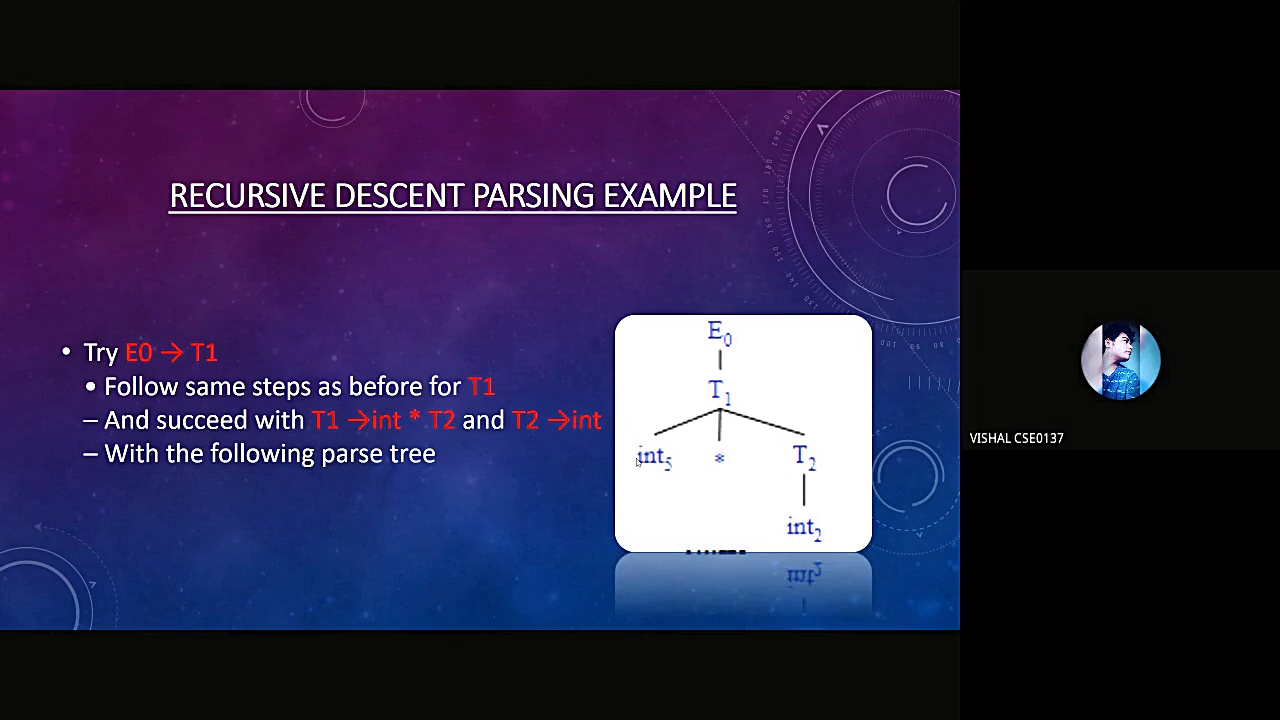 RECURSIVE DESCENT PARSING EXAMPLE
• Try E0 → T1
• Follow same steps as before for T1
– And succeed with T1 →int * T2 and T2 →int
– With the following parse tree
E₀
T₁
int₅ * T₂
int₂
VISHAL CSE0137